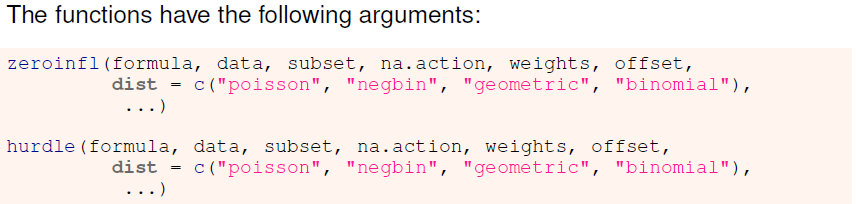 The functions have the following arguments:
zeroinfl(formula, data, subset, na.action, weights, offset,
dist = c("poisson", "negbin", "geometric", "binomial"),
...)
hurdle(formula, data, subset, na.action, weights, offset,
dist = c("poisson", "negbin", "geometric", "binomial"),
...)